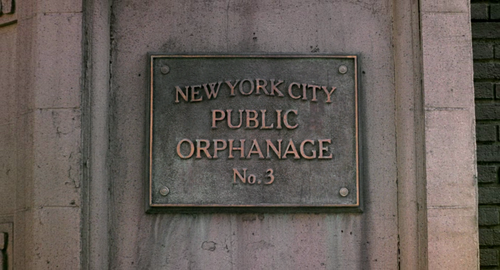 NEW YORK CITY
PUBLIC
ORPHANAGE
No. 3